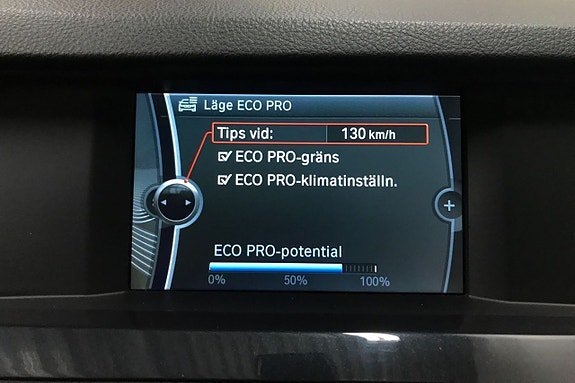 Läge ECO PRO
Tips vid: 130 km/h
ECO PRO-gräns
ECO PRO-klimatinställn.
+
ECO PRO-potential
0% 50% 100%